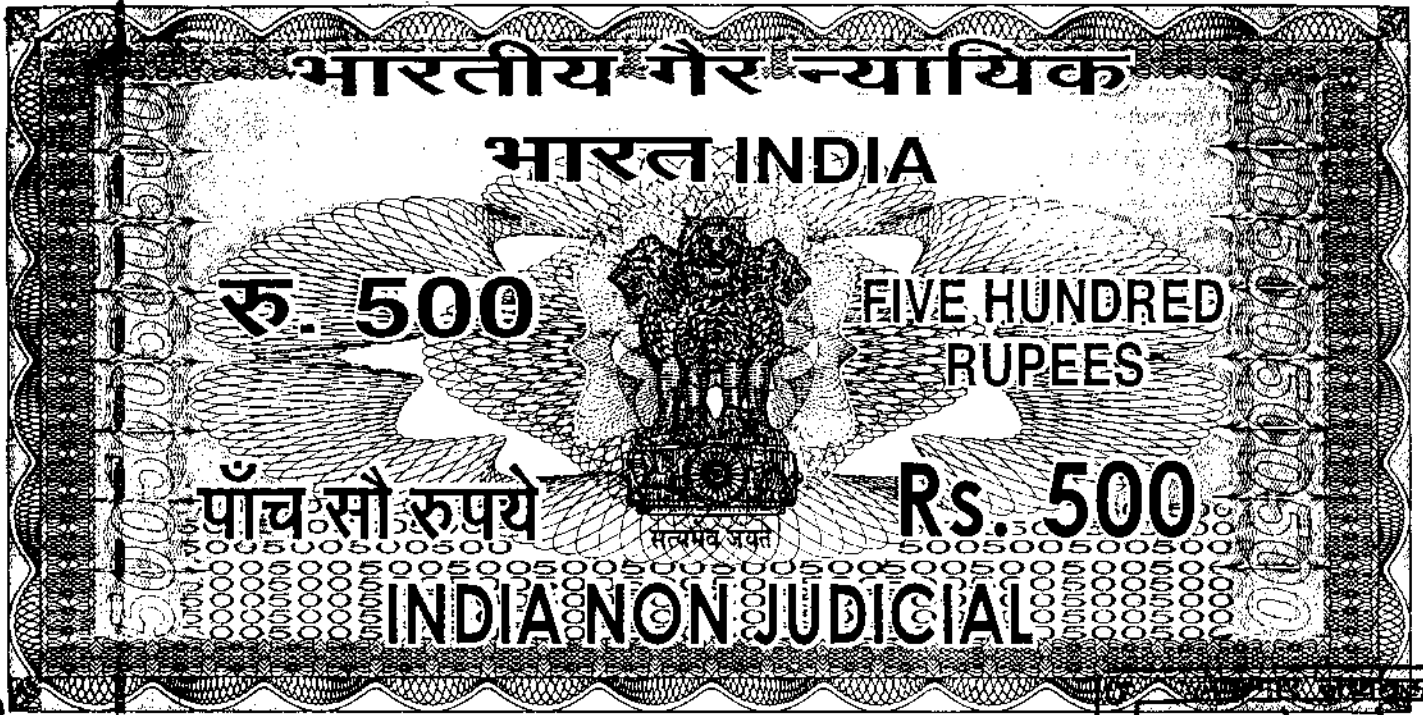 भारतीय गैर न्यायिक
भारत INDIA
रु. 500
FIVE HUNDRED
RUPEES
पाँच सौ रुपये
Rs. 500
सत्यमेव जयते
INDIA NON JUDICIAL